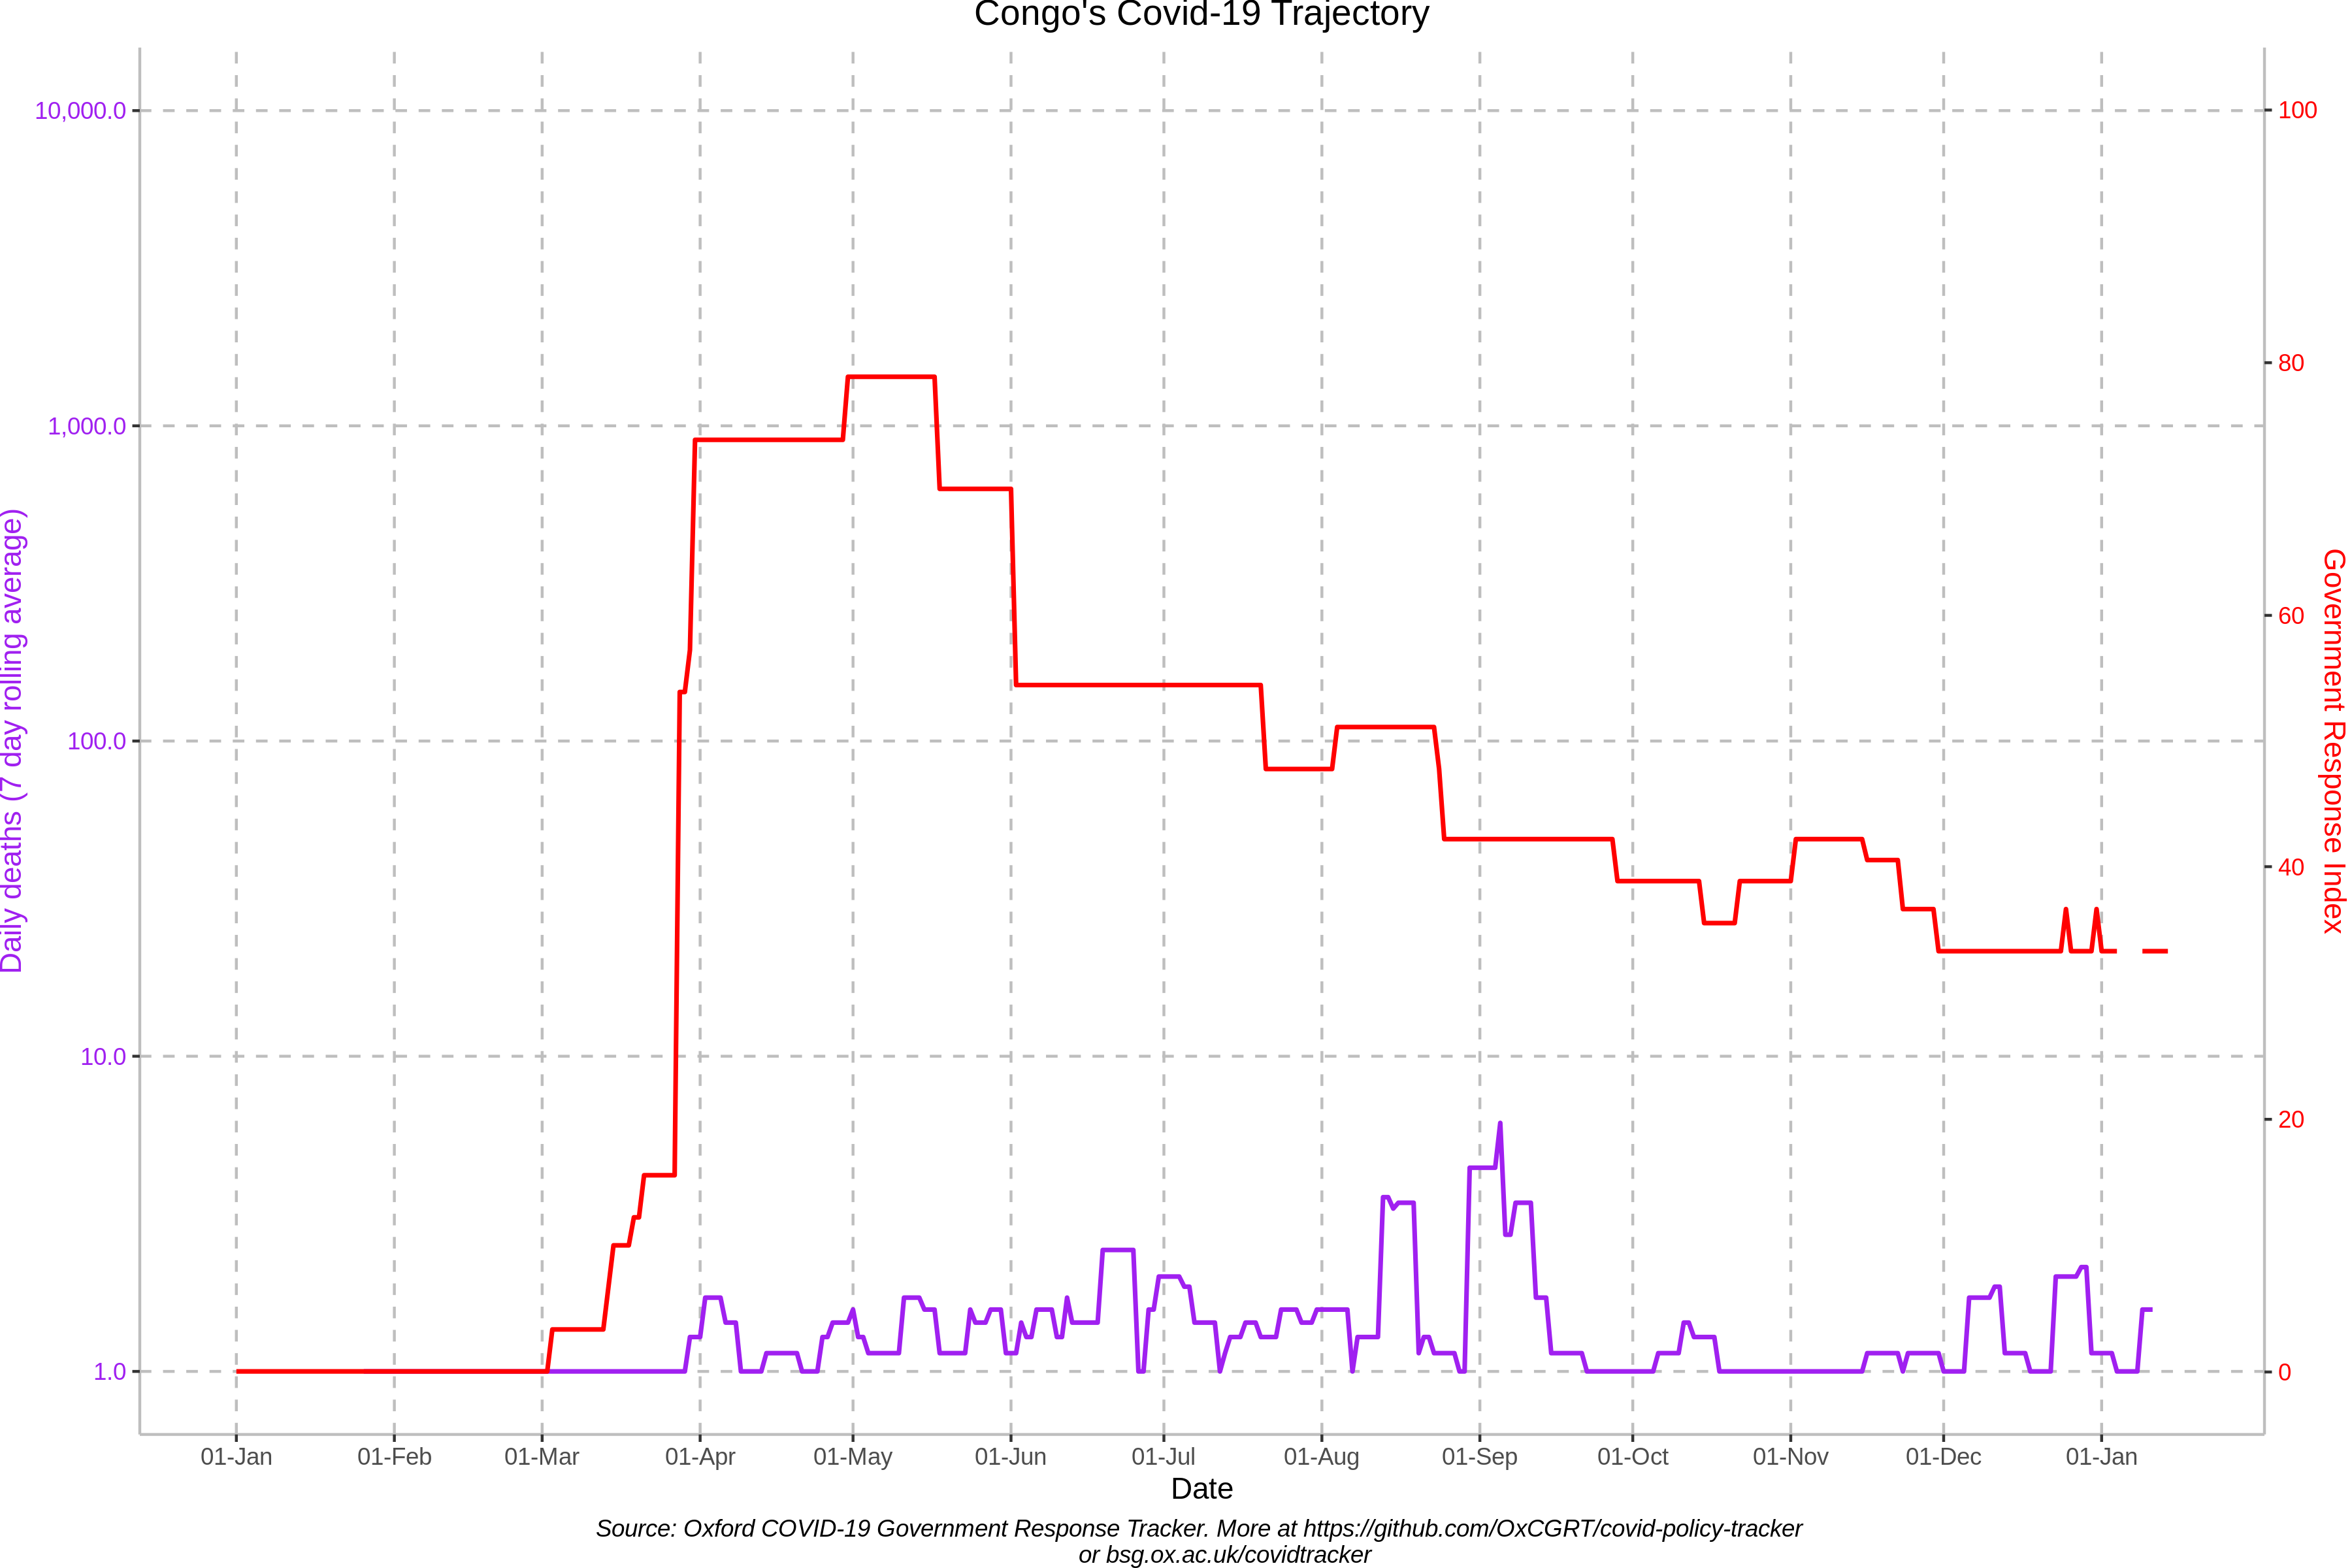 Congo's Covid-19 Trajectory
10,000.0
1,000.0
100.0
10.0
1.0
Daily deaths (7 day rolling average)
100
80
60
40
20
0
Government Response Index
01-Jan 01-Feb 01-Mar 01-Apr 01-May 01-Jun 01-Jul 01-Aug 01-Sep 01-Oct 01-Nov 01-Dec 01-Jan
Date
Source: Oxford COVID-19 Government Response Tracker. More at https://github.com/OxCGRT/covid-policy-tracker
or bsg.ox.ac.uk/covidtracker